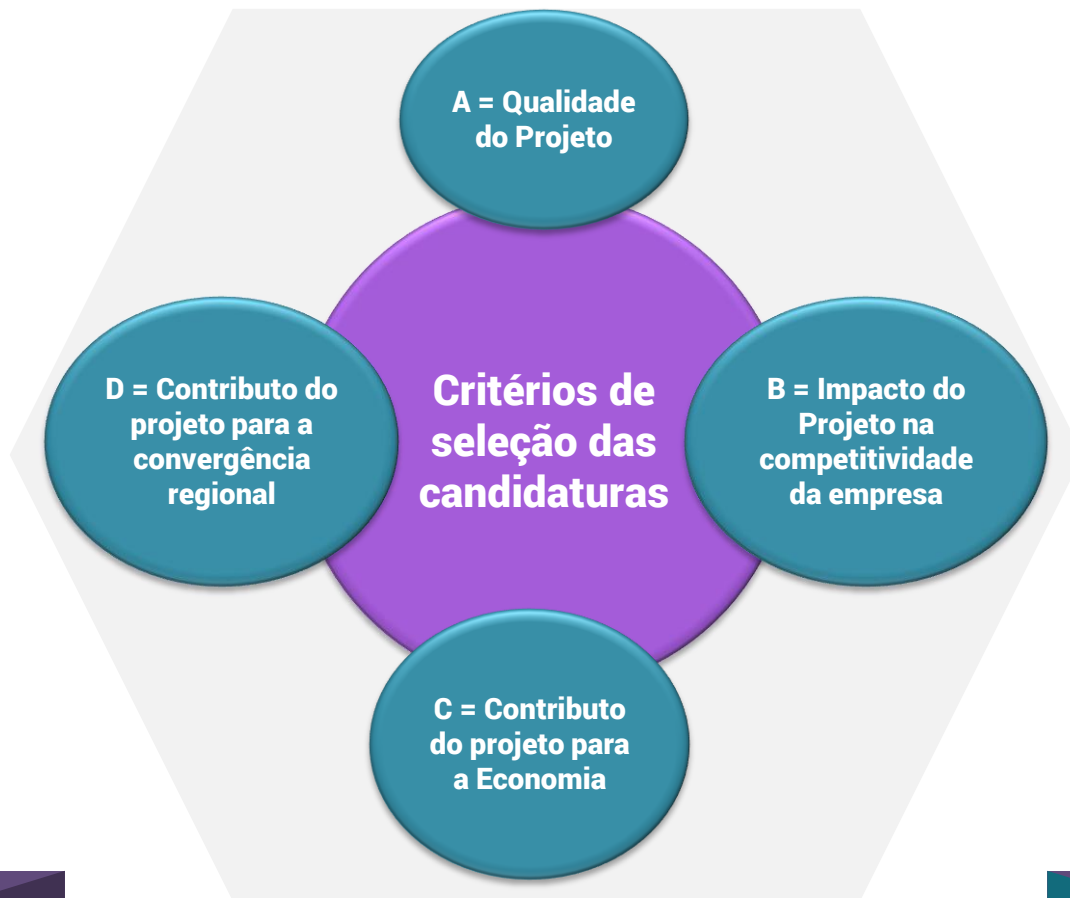 A = Qualidade
do Projeto
Critérios de
seleção das
candidaturas
B = Impacto do
Projeto na
competitividade
da empresa
C = Contributo
do projeto para
a Economia
D = Contributo do
projeto para a
convergência
regional